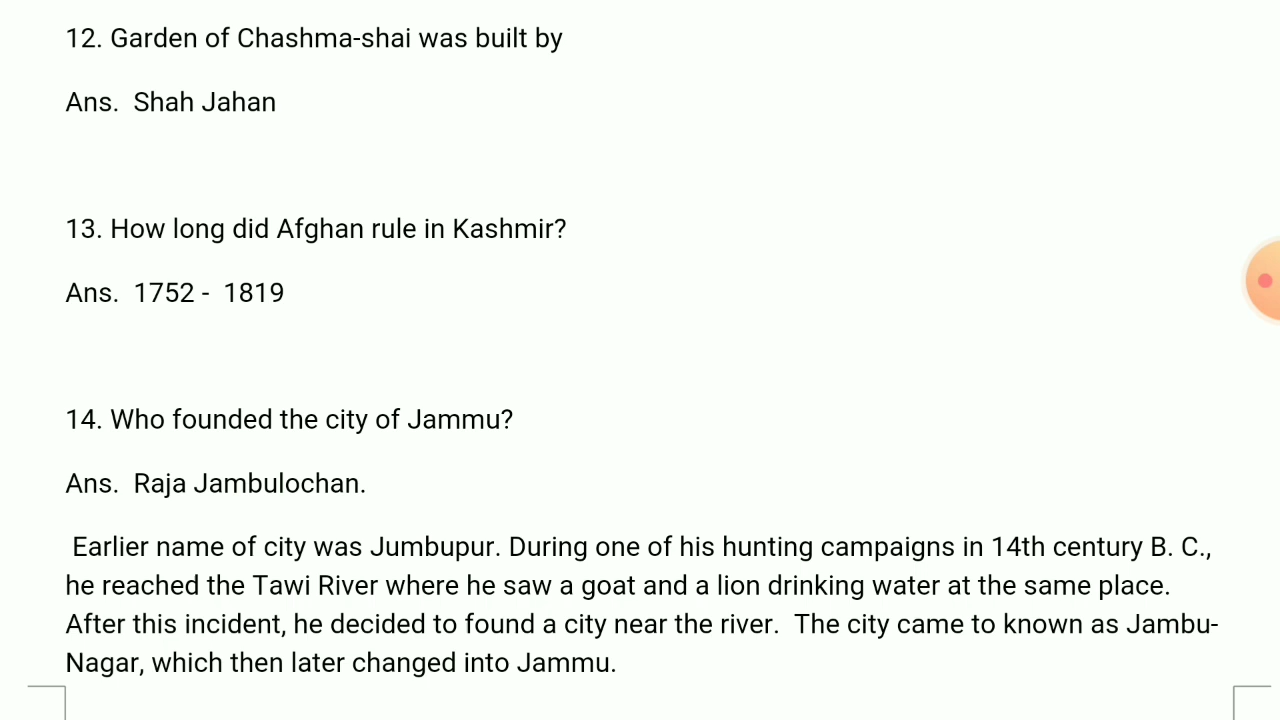 12. Garden of Chashma-shai was built by
Ans.  Shah Jahan
13. How long did Afghan rule in Kashmir?
Ans.  1752 -  1819
14. Who founded the city of Jammu?
Ans.  Raja Jambulochan.
Earlier name of city was Jumbupur. During one of his hunting campaigns in 14th century B. C.,
he reached the Tawi River where he saw a goat and a lion drinking water at the same place.
After this incident, he decided to found a city near the river.  The city came to known as Jambu-
Nagar, which then later changed into Jammu.